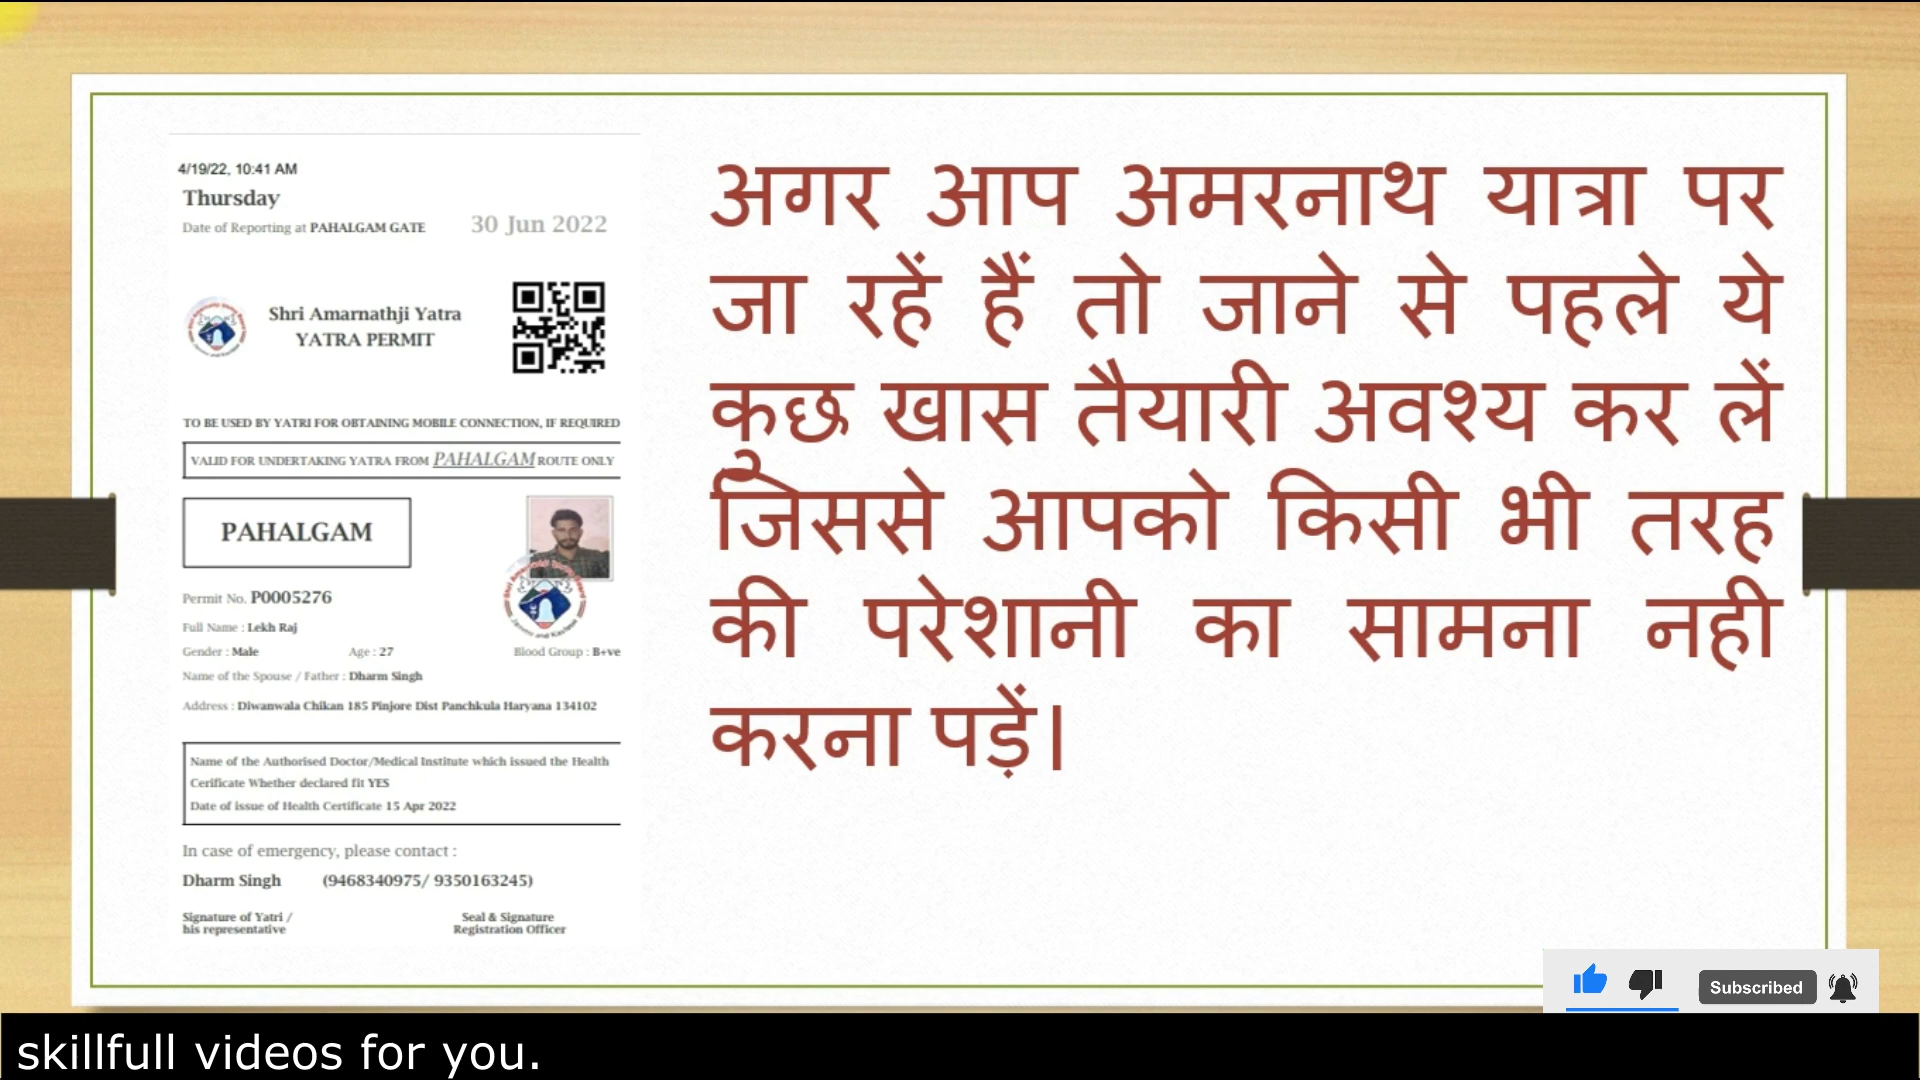 4/19/22, 10:41 AM
Thursday
Date of Reporting at PAHALGAM GATE 30 Jun 2022
Shri Amarnathji Yatra
YATRA PERMIT
TO BE USED BY YATRI FOR OBTAINING MOBILE CONNECTION, IF REQUIRED
VALID FOR UNDERTAKING YATRA FROM PAHALGAM ROUTE ONLY
PAHALGAM
Permit No. P0005276
Full Name : Lekh Raj
Gender : Male Age : 27 Blood Group : B+ve
Name of the Spouse / Father : Dharm Singh
Address : Diwanwala Chikan 185 Pinjore Dist Panchkula Haryana 134102
Name of the Authorised Doctor/Medical Institute which issued the Health
Cerificate Whether declared fit YES
Date of issue of Health Certificate 15 Apr 2022
In case of emergency, please contact :
Dharm Singh (9468340975/ 9350163245)
Signature of Yatri / Seal & Signature
his representative Registration Officer
अगर आप अमरनाथ यात्रा पर
जा रहें हैं तो जाने से पहले ये
कुछ खास तैयारी अवश्य कर लें
जिससे आपको किसी भी तरह
की परेशानी का सामना नही
करना पड़ें।
Subscribed
skillfull videos for you.